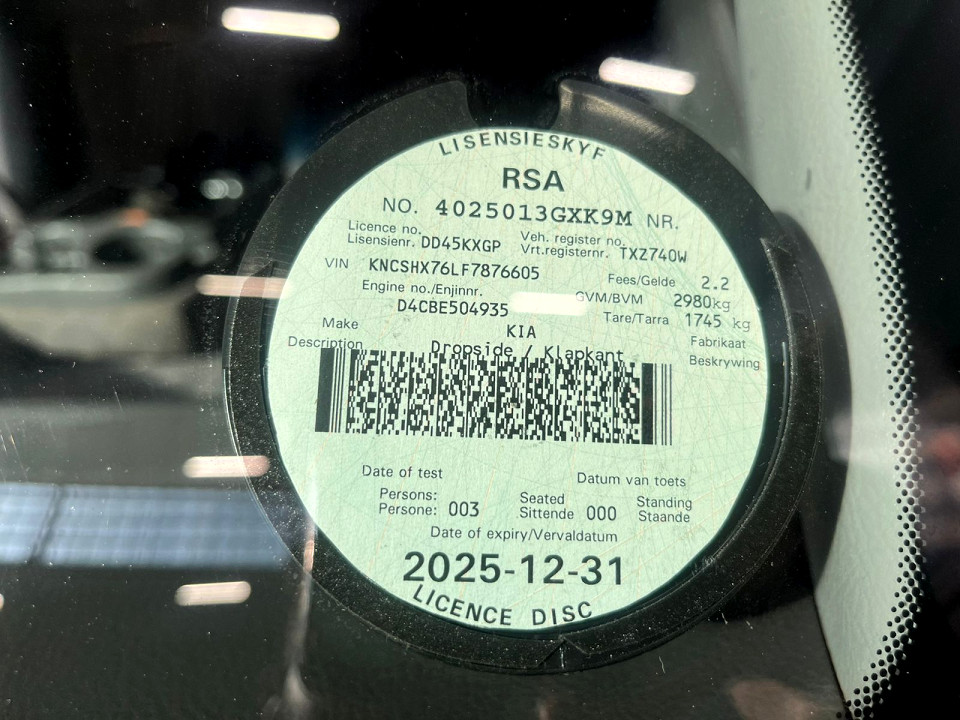 LISENSIESKYF
RSA
NO. 4025013GXK9M NR.
Licence no. Veh. register no.
Lisensienr. DD45KXGP Vrt.registernr. TXZ740W
VIN KNCSHX76LF7876605 Fees/Gelde 2.2
Engine no./Enjinnr. GVM/BVM 2980kg
D4CBE504935 Tare/Tarra 1745 kg
Make KIA Fabrikaat
Description Dropside / Klapkant Beskrywing
Date of test Datum van toets
Persons: Seated Standing
Persone: 003 Sittende 000 Staande
Date of expiry/Vervaldatum
2025-12-31
LICENCE DISC